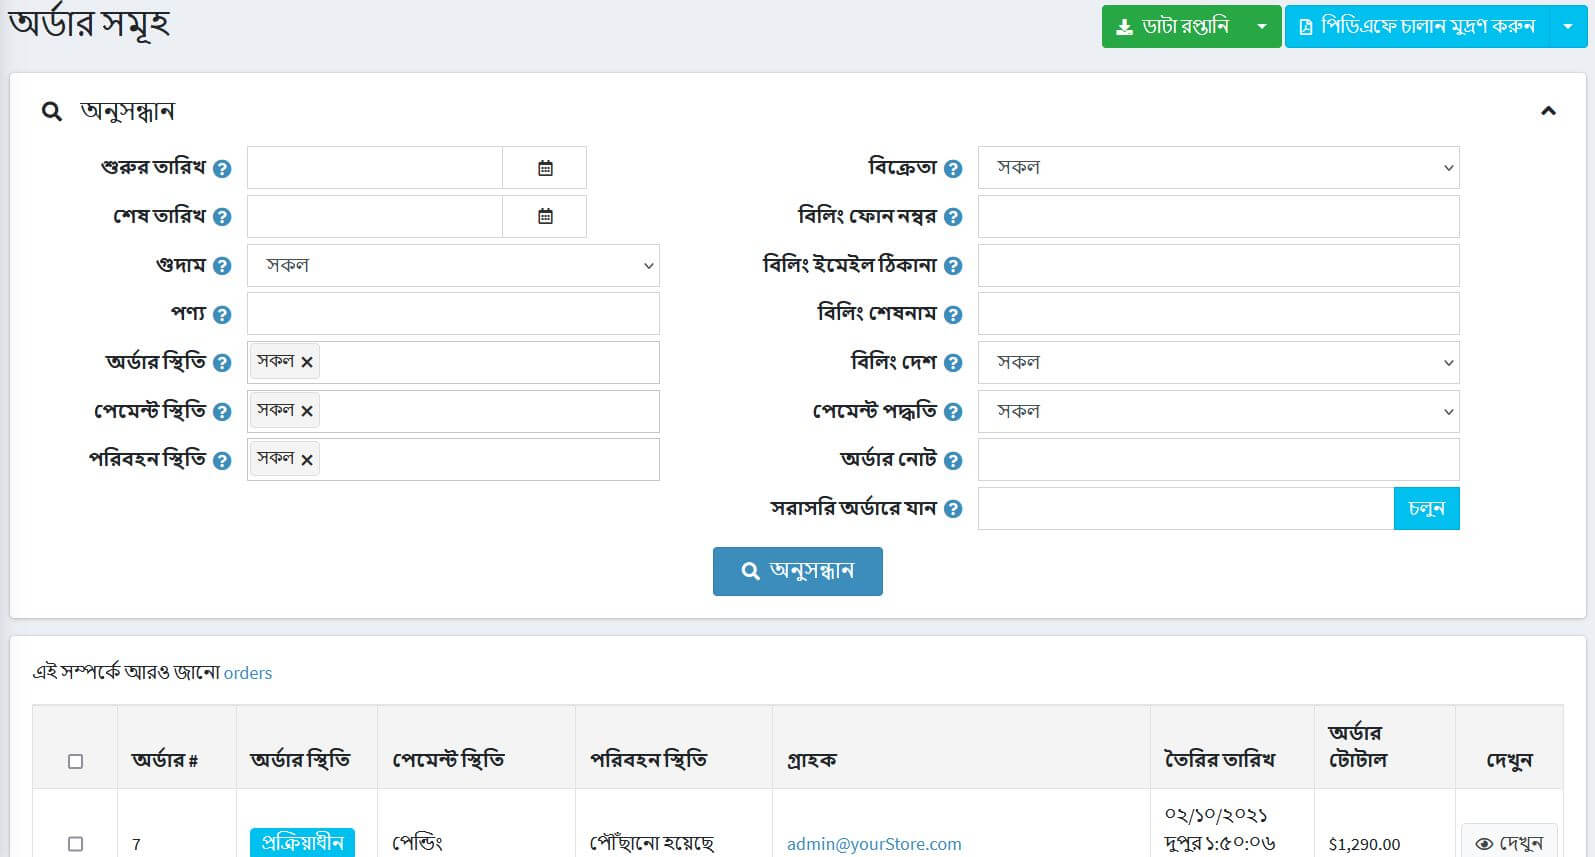 অর্ডার সমূহ
ডাটা রপ্তানি
পিডিএফে চালান মুদ্রণ করুন
অনুসন্ধান
শুরুর তারিখ
বিক্রেতা সকল
শেষ তারিখ
বিলিং ফোন নম্বর
গুদাম সকল
বিলিং ইমেইল ঠিকানা
পণ্য
বিলিং শেষনাম
অর্ডার স্থিতি সকল
বিলিং দেশ সকল
পেমেন্ট স্থিতি সকল
পেমেন্ট পদ্ধতি সকল
পরিবহন স্থিতি সকল
অর্ডার নোট
সরাসরি অর্ডারে যান চলুন
অনুসন্ধান
এই সম্পর্কে আরও জানো orders
অর্ডার # অর্ডার স্থিতি পেমেন্ট স্থিতি পরিবহন স্থিতি গ্রাহক তৈরির তারিখ অর্ডার টোটাল দেখুন
7 প্রক্রিয়াধীন পেন্ডিং পৌঁছানো হয়েছে admin@yourStore.com ০২/১০/২০২১ দুপুর ১:৫০:০৬ $1,290.00 দেখুন